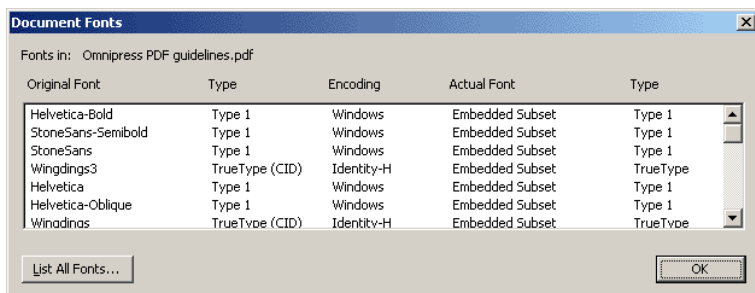 Document Fonts
Fonts in: Omnipress PDF guidelines.pdf
Original Font Type Encoding Actual Font Type
Helvetica-Bold Type 1 Windows Embedded Subset Type 1
StoneSans-Semibold Type 1 Windows Embedded Subset Type 1
StoneSans Type 1 Windows Embedded Subset Type 1
Wingdings3 TrueType (CID) Identity-H Embedded Subset TrueType
Helvetica Type 1 Windows Embedded Subset Type 1
Helvetica-Oblique Type 1 Windows Embedded Subset Type 1
Wingdings TrueType (CID) Identity-H Embedded Subset TrueType
List All Fonts... OK